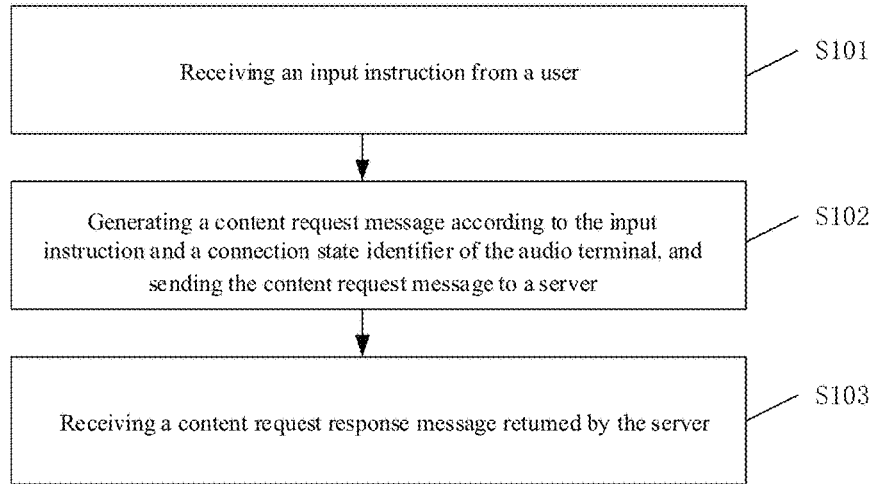 Receiving an input instruction from a user
S101
Generating a content request message according to the input
instruction and a connection state identifier of the audio terminal, and
sending the content request message to a server
S102
Receiving a content request response message returned by the server
S103